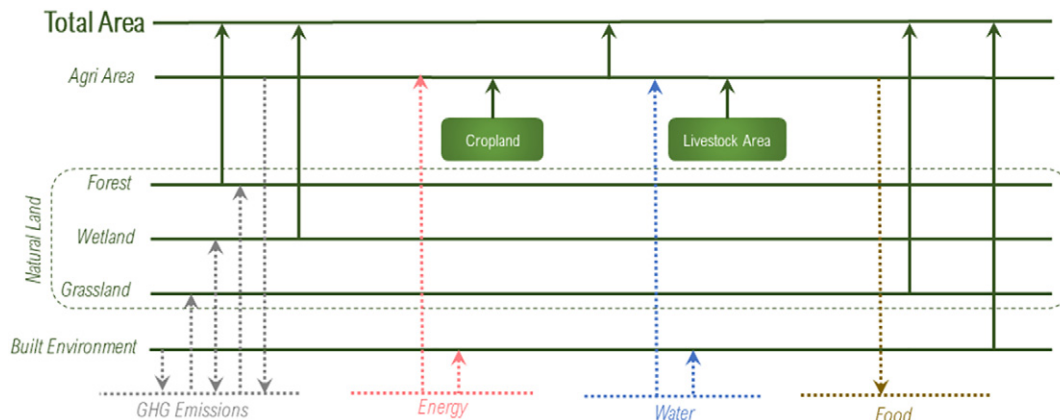 Total Area
Agri Area
Cropland
Livestock Area
Forest
Natural Land
Wetland
Grassland
Built Environment
GHG Emissions
Energy
Water
Food